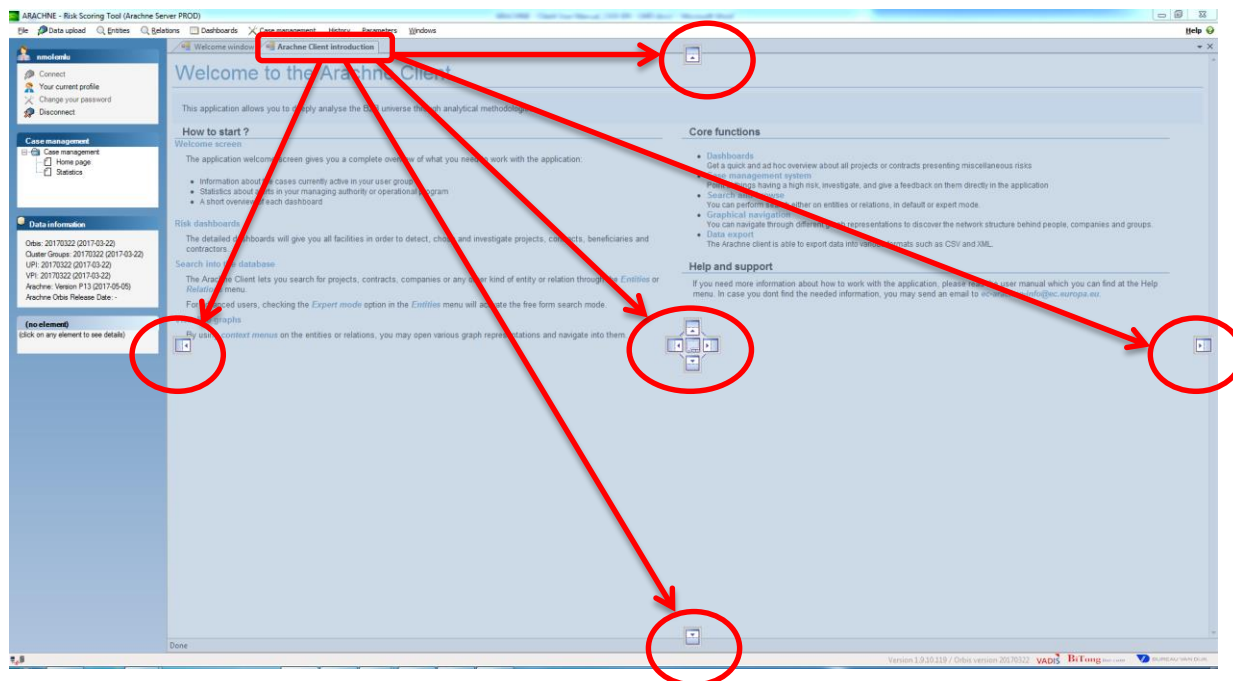 ARACHNE - Risk Scoring Tool (Arachne Server PROD)
File Data upload Entities Relations Dashboards Case management History Parameters Windows Help
Welcome window Arachne Client introduction
nmolemlu
Connect
Your current profile
Change your password
Disconnect
Case management
Case management
Home page
Statistics
Data information
Orbis: 20170322 (2017-03-22)
Cluster Groups: 20170322 (2017-03-22)
UPI: 20170322 (2017-03-22)
VPI: 20170322 (2017-03-22)
Arachne: Version P13 (2017-05-05)
Arachne Orbis Release Date: -
(no element)
(click on any element to see details)
Welcome to the Arachne Client
This application allows you to deeply analyse the universe through analytical
How to start ?
Welcome screen
The application welcome screen gives you a complete overview of what you need to work with the application:
Information about the cases currently active in your user group
Statistics about alerts in your managing authority or operational program
A short overview of each dashboard
Risk dashboards
The detailed dashboards will give you all facilities in order to detect, choose and investigate projects, contracts, beneficiaries and
contractors.
Search into the database
The Arachne Client lets you search for projects, contracts, companies or any other kind of entity or relation through the Entities or
Relations menu.
For advanced users, checking the Expert mode option in the Entities menu will activate the free form search mode.
graphs
By using context menus on the entities or relations, you may open various graph representations and navigate into them.
Core functions
Dashboards
Get a quick and ad hoc overview about all projects or contracts presenting miscellaneous risks
Case management system
things having a high risk, investigate, and give a feedback on them directly in the application
Search and browse
You can perform search either on entities or relations, in default or expert mode.
Graphical navigation
You can navigate through different graph representations to discover the network structure behind people, companies and groups.
Data export
The Arachne client is able to export data into various formats such as CSV and XML.
Help and support
If you need more information about how to work with the application, please read the user manual which you can find at the Help
menu. In case you dont find the needed information, you may send an email to ec-arachne-info@ec.europa.eu.
Done
Version 1.9.10.119 / Orbis version 20170322 VADIS BiTong BUREAU VAN DIJK